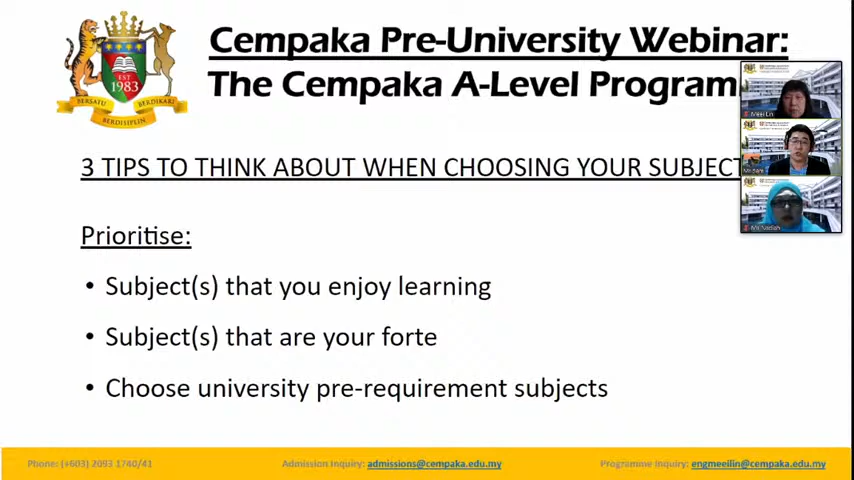 Cempaka Pre-University Webinar:
The Cempaka A-Level Program
3 TIPS TO THINK ABOUT WHEN CHOOSING YOUR SUBJECT
Prioritise:
• Subject(s) that you enjoy learning
• Subject(s) that are your forte
• Choose university pre-requirement subjects
EST
1983
BERSATU
BERDIKARI
BERDISIPLIN
Mei Lin
Phone: (+603) 2093 1740/41
Admission Inquiry: admissions@cempaka.edu.my
Programme Inquiry: engmeeilin@cempaka.edu.my